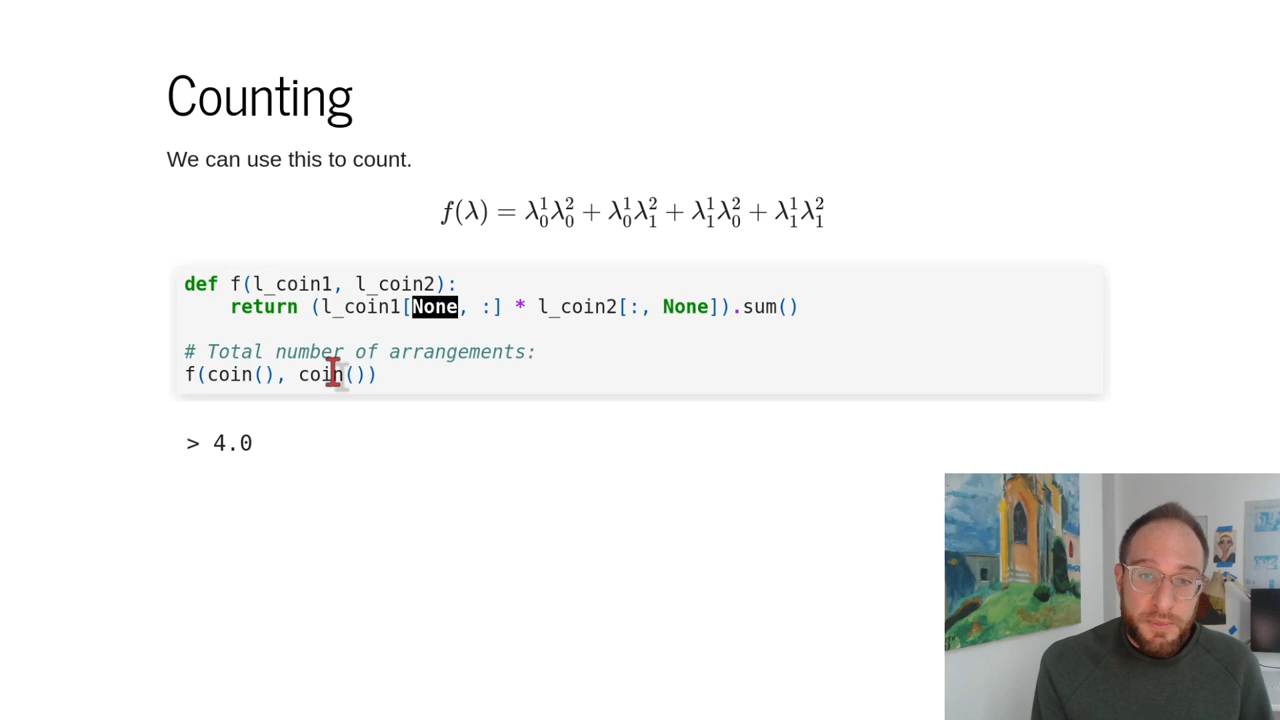 Counting
We can use this to count.
f(λ) = λ₀¹λ₀² + λ₀¹λ₁² + λ₁¹λ₀² + λ₁¹λ₁²
def f(l_coin1, l_coin2):
    return (l_coin1[None, :] * l_coin2[:, None]).sum()
# Total number of arrangements:
f(coin(), coin())
> 4.0